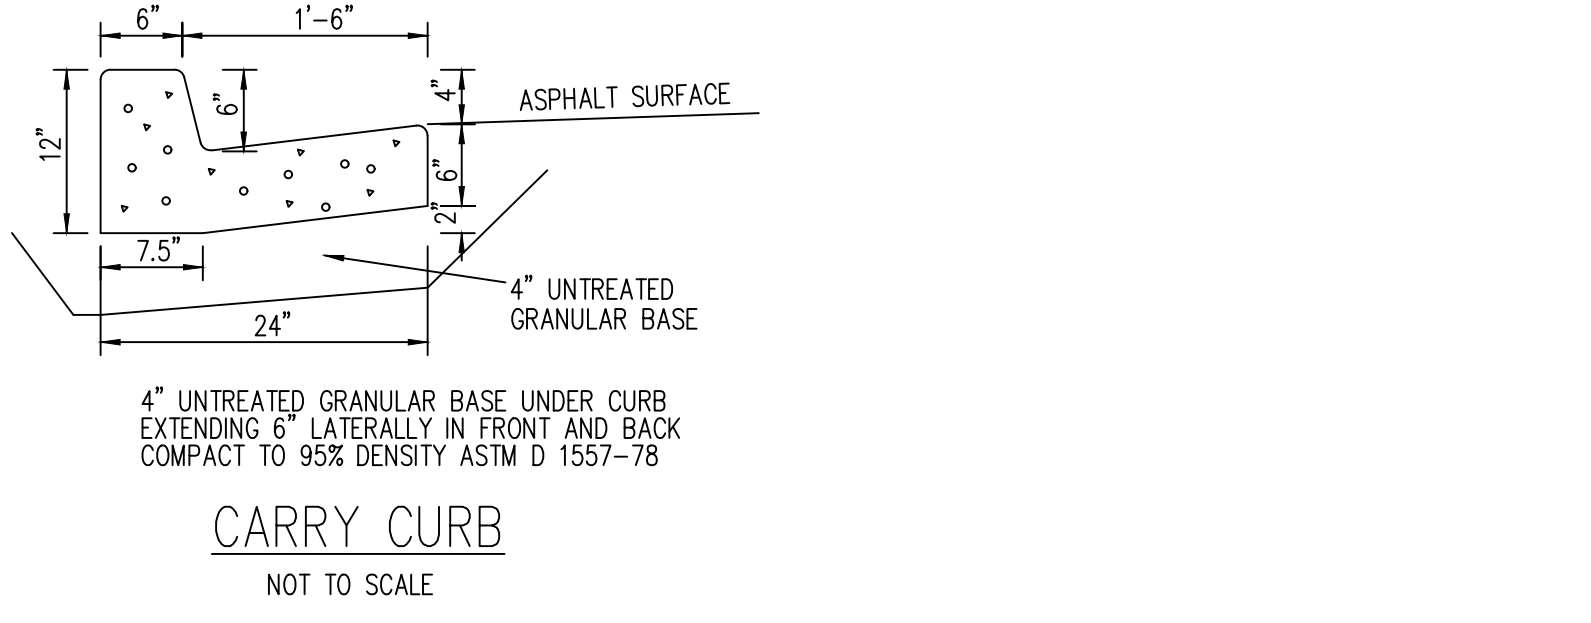 6" 1'-6"
12"
6"
4"
6"
2"
ASPHALT SURFACE
7.5"
24"
4" UNTREATED
GRANULAR BASE
4" UNTREATED GRANULAR BASE UNDER CURB
EXTENDING 6" LATERALLY IN FRONT AND BACK
COMPACT TO 95% DENSITY ASTM D 1557-78
CARRY CURB
NOT TO SCALE